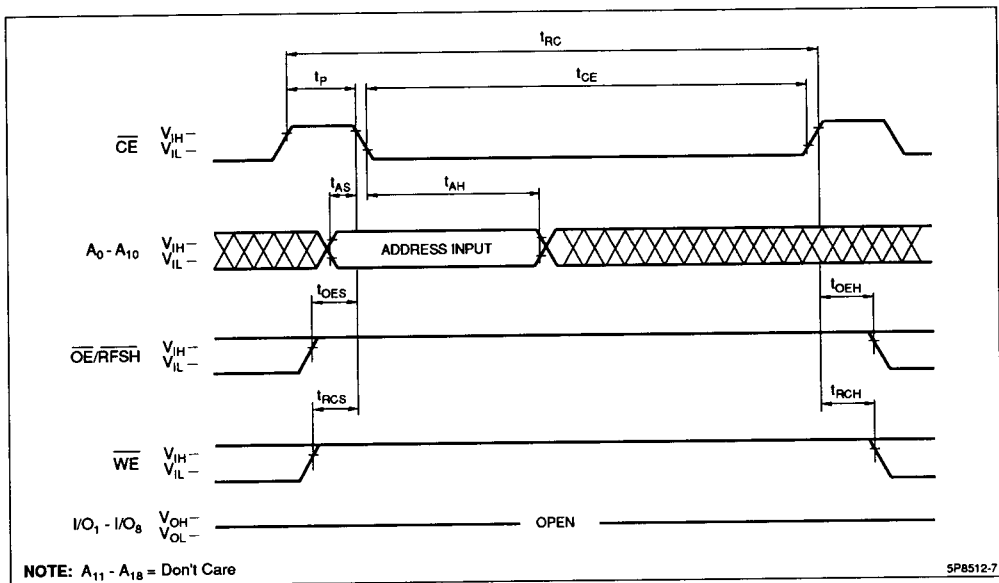 tRC
tP
tCE
CE
VIH
VIL
tAS
tAH
A0 - A10
VIH
VIL
ADDRESS INPUT
tOES
tOEH
OE/RFSH
VIH
VIL
tRCS
tRCH
WE
VIH
VIL
I/O1 - I/O8
VOH
VOL
OPEN
NOTE: A11 - A18 = Don't Care
5P8512-7